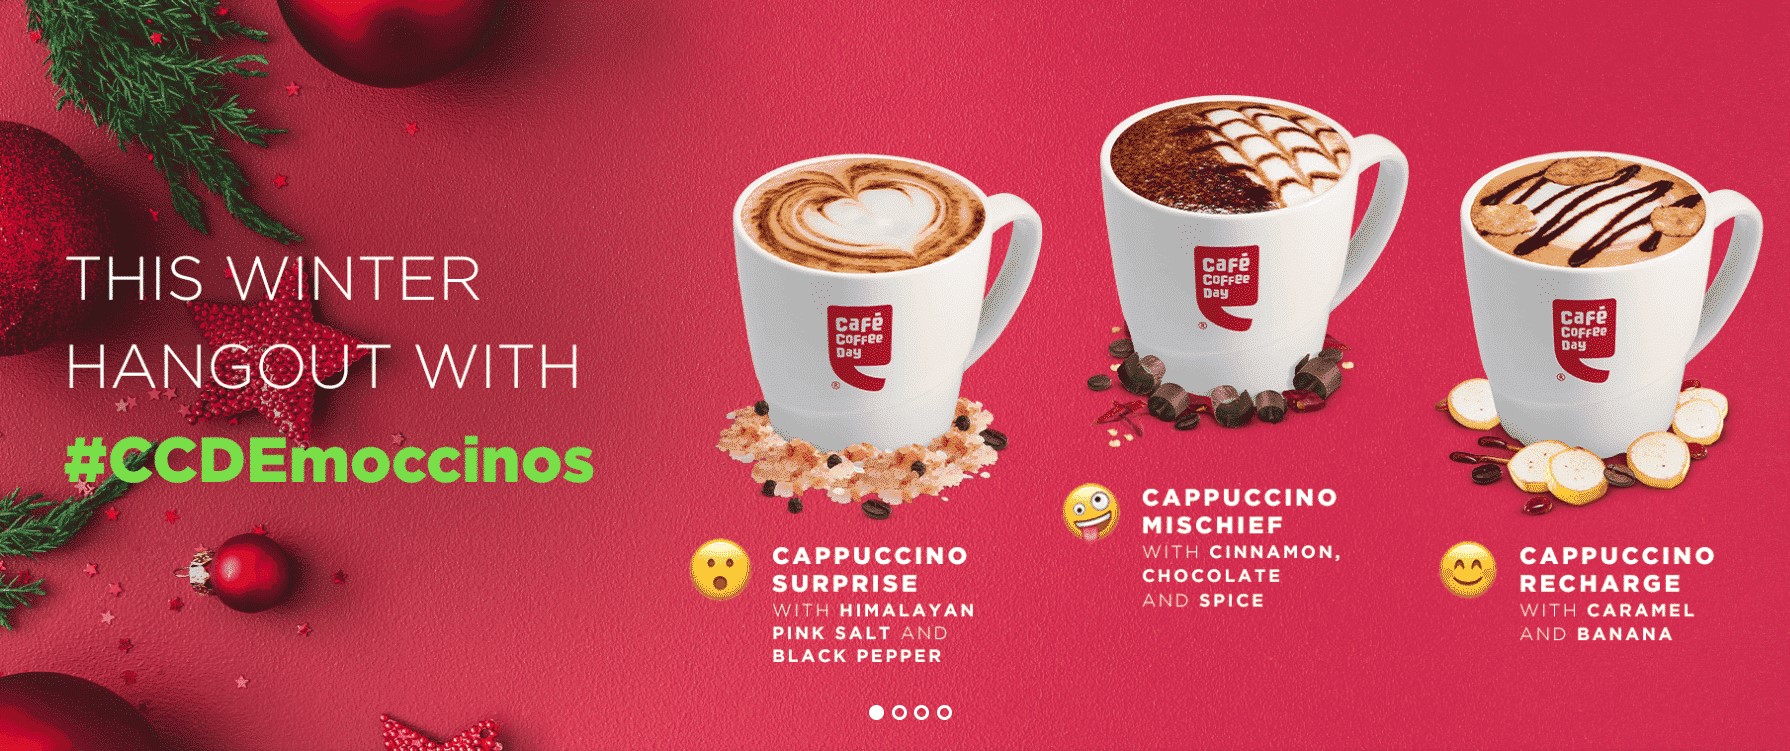 THIS WINTER
HANGOUT WITH
#CCDEmoccinos
Café
Coffee
Day
®
CAPPUCCINO
SURPRISE
WITH HIMALAYAN
PINK SALT AND
BLACK PEPPER
Café
Coffee
Day
®
CAPPUCCINO
MISCHIEF
WITH CINNAMON,
CHOCOLATE
AND SPICE
Café
Coffee
Day
®
CAPPUCCINO
RECHARGE
WITH CARAMEL
AND BANANA